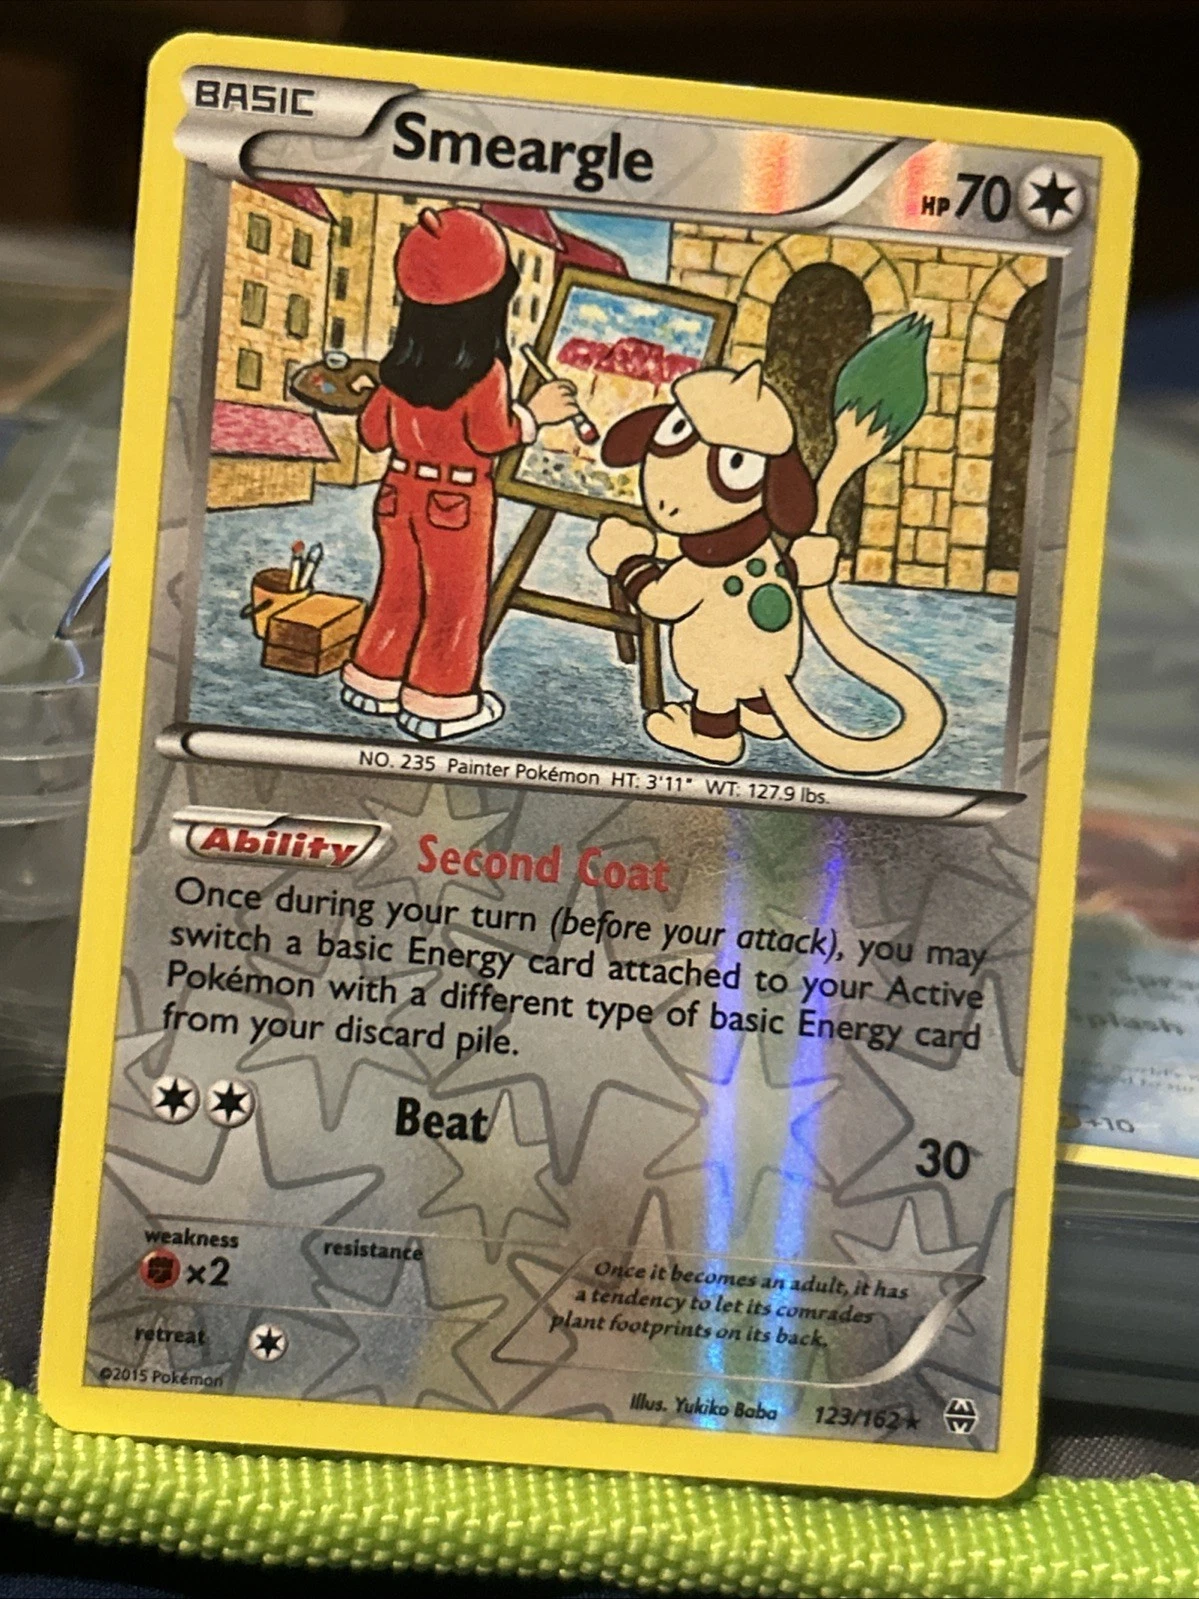 BASIC
Smeargle
HP70
NO. 235 Painter Pokémon HT: 3'11" WT: 127.9 lbs.
Ability Second Coat
Once during your turn (before your attack), you may
switch a basic Energy card attached to your Active
Pokémon with a different type of basic Energy card
from your discard pile.
Beat 30
weakness
×2
resistance
Once it becomes an adult, it has
a tendency to let its comrades
plant footprints on its back.
retreat
©2015 Pokémon
Illus. Yukiko Baba 123/162★
splash
+10